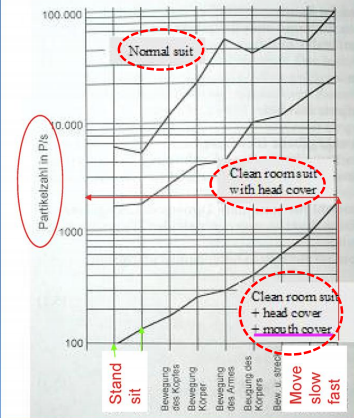 100.000
Normal suit
10.000
Partikelzahl in P/s
Clean room suit
with head cover
1000
Clean room suit
+ head cover
+ mouth cover
100
Stand
sit
Bewegung
des Kopfes
Bewegung
Körper
Bewegung
des Armes
Beugung des
Körpers
Bew. u. streck
Move
slow
fast